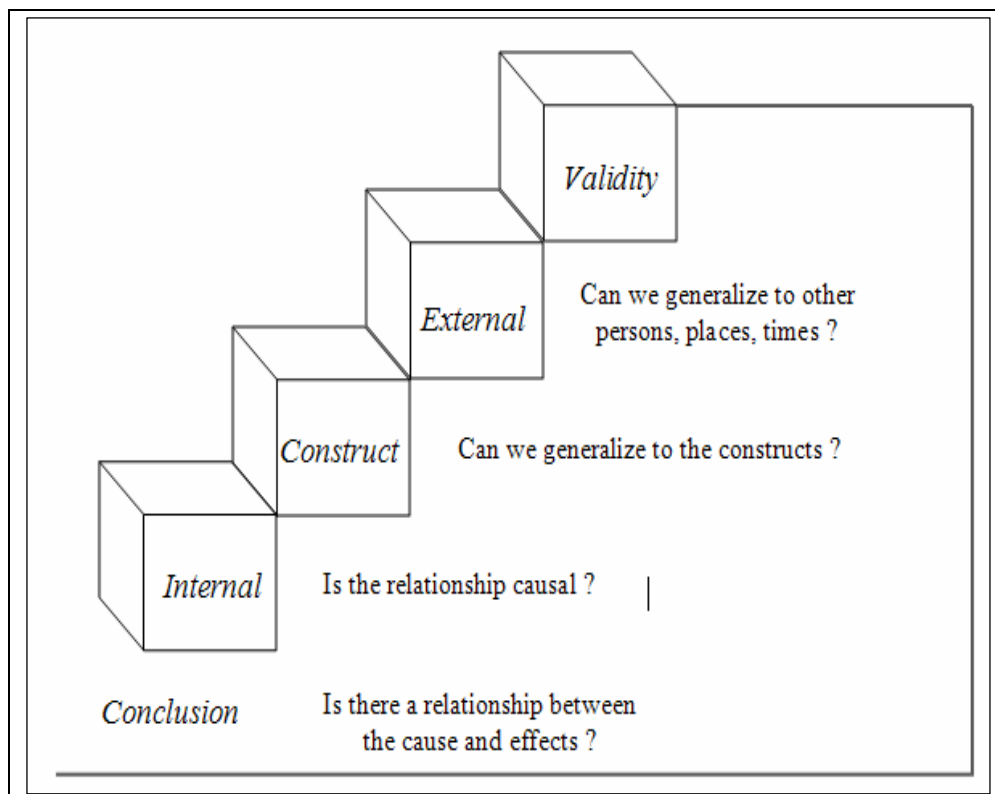 Validity
External
Can we generalize to other
persons, places, times ?
Construct
Can we generalize to the constructs ?
Internal
Is the relationship causal ?
Conclusion
Is there a relationship between
the cause and effects ?